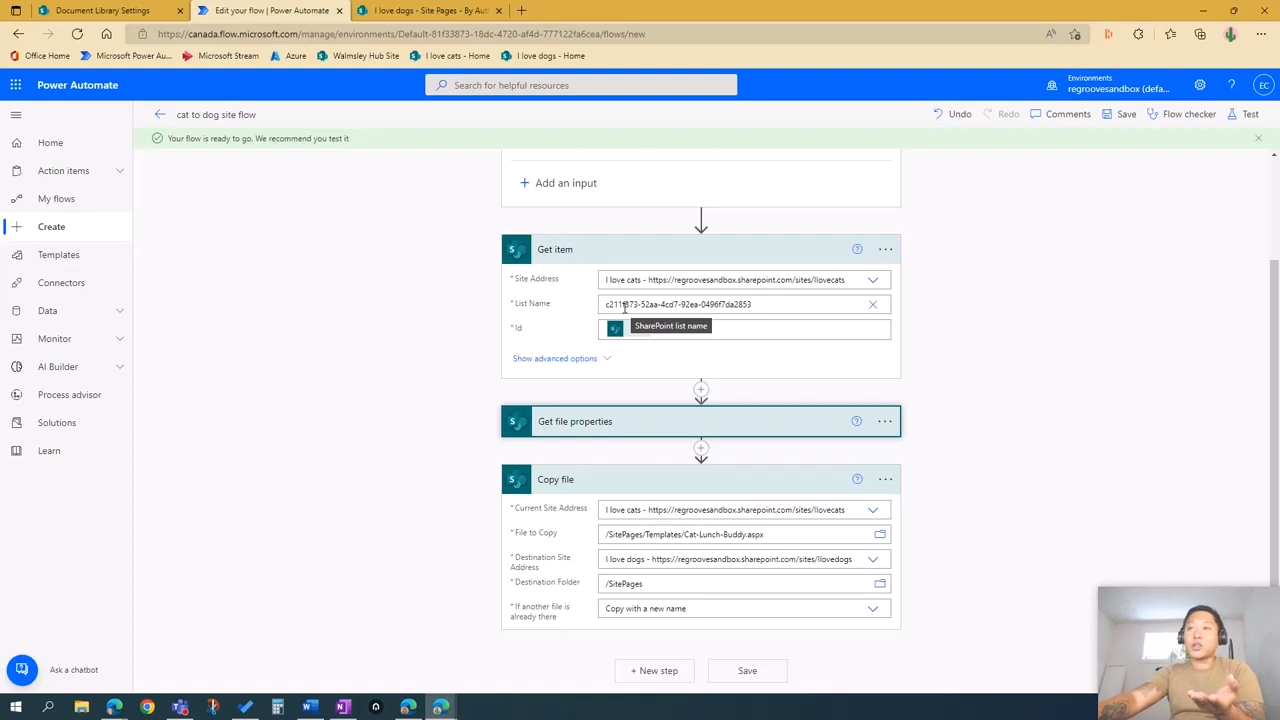 Document Library Settings
Edit your flow | Power Automate
I love dogs - Site Pages - By Aut
https://canada.flow.microsoft.com/manage/environments/Default-81f33873-18dc-4720-af4d-777122fa6cea/flows/new
Office Home
Microsoft Power Au...
Microsoft Stream
Azure
Walmsley Hub Site
I love cats - Home
I love dogs - Home
Power Automate
Search for helpful resources
Environments
regroovesandbox (defa...
EC
cat to dog site flow
Undo
Redo
Comments
Save
Flow checker
Test
Your flow is ready to go. We recommend you test it
Home
Action items
My flows
Create
Templates
Connectors
Data
Monitor
AI Builder
Process advisor
Solutions
Learn
Ask a chatbot
+ Add an input
Get item
* Site Address
I love cats - https://regroovesandbox.sharepoint.com/sites/Ilovecats
* List Name
c211f873-52aa-4cd7-92ea-0496f7da2853
* Id
SharePoint list name
Show advanced options
Get file properties
Copy file
* Current Site Address
I love cats - https://regroovesandbox.sharepoint.com/sites/Ilovecats
* File to Copy
/SitePages/Templates/Cat-Lunch-Buddy.aspx
* Destination Site
Address
I love dogs - https://regroovesandbox.sharepoint.com/sites/Ilovedogs
* Destination Folder
/SitePages
* If another file is
already there
Copy with a new name
+ New step
Save